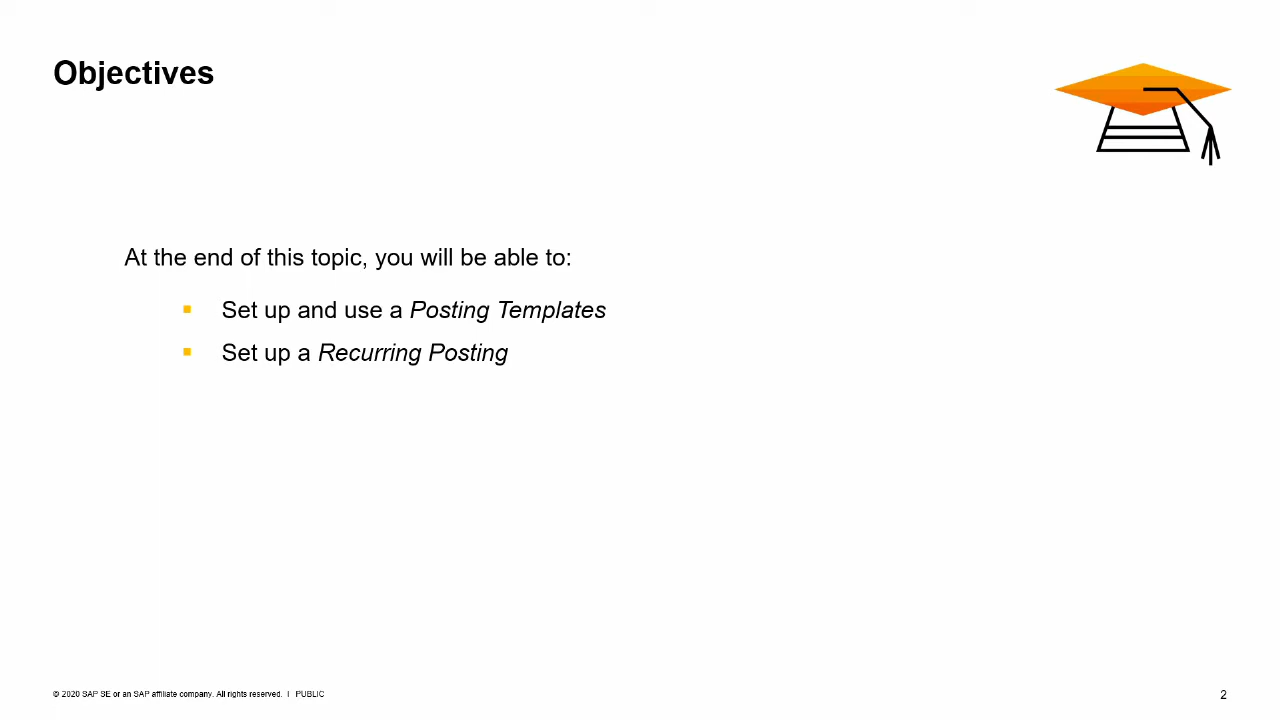 Objectives
At the end of this topic, you will be able to:
▪ Set up and use a Posting Templates
▪ Set up a Recurring Posting
© 2020 SAP SE or an SAP affiliate company. All rights reserved. I PUBLIC
2